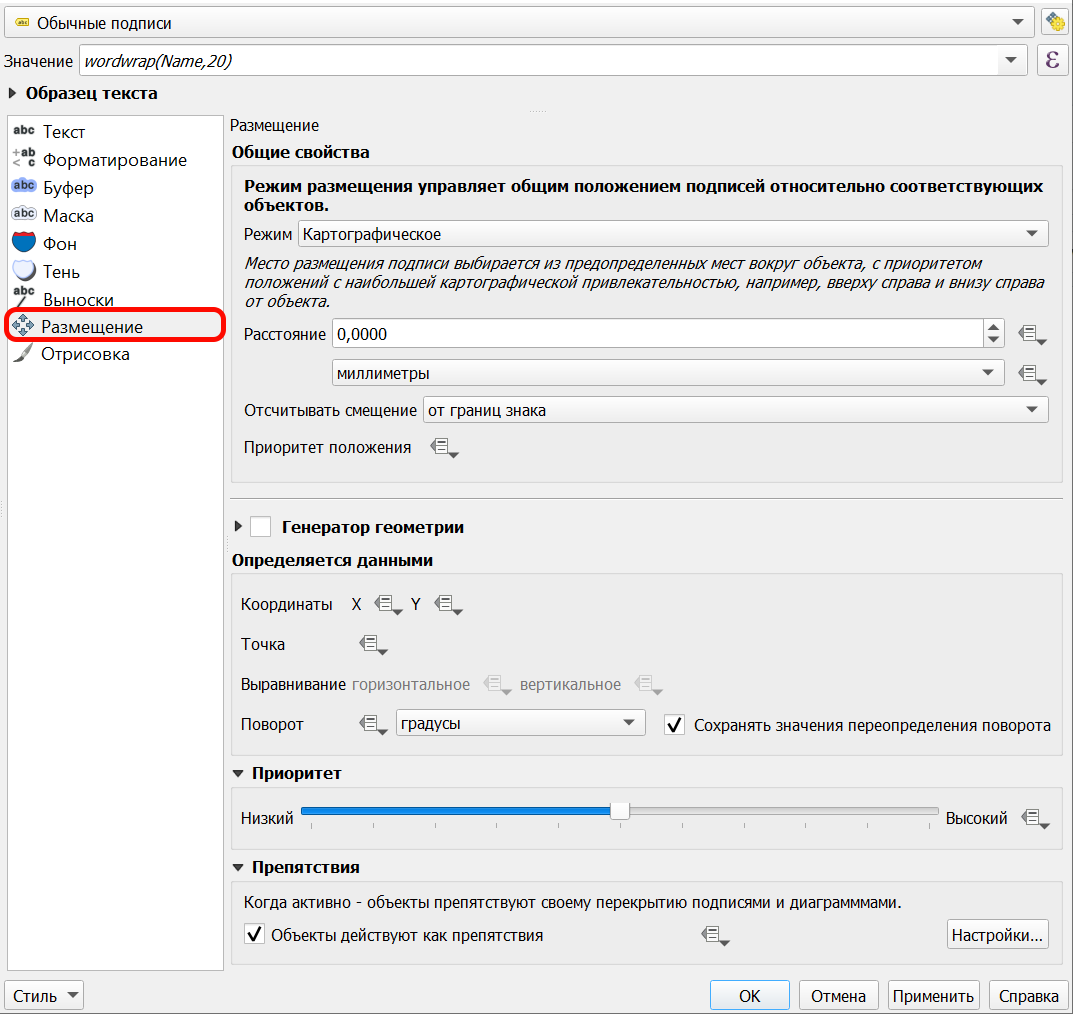 Обычные подписи
Значение wordwrap(Name,20) ε
Образец текста
abc Текст
+ab < c Форматирование
abc Буфер
abc Маска
Фон
Тень
abc Выноски
Размещение
Отрисовка
Размещение
Общие свойства
Режим размещения управляет общим положением подписей относительно соответствующих
объектов.
Режим Картографическое
Место размещения подписи выбирается из предопределенных мест вокруг объекта, с приоритетом
положений с наибольшей картографической привлекательностью, например, вверху справа и внизу справа
от объекта.
Расстояние 0,0000
миллиметры
Отсчитывать смещение от границ знака
Приоритет положения
Генератор геометрии
Определяется данными
Координаты X Y
Точка
Выравнивание горизонтальное вертикальное
Поворот градусы Сохранять значения переопределения поворота
Приоритет
Низкий Высокий
Препятствия
Когда активно - объекты препятствуют своему перекрытию подписями и диаграмммами.
Объекты действуют как препятствия Настройки...
Стиль OK Отмена Применить Справка